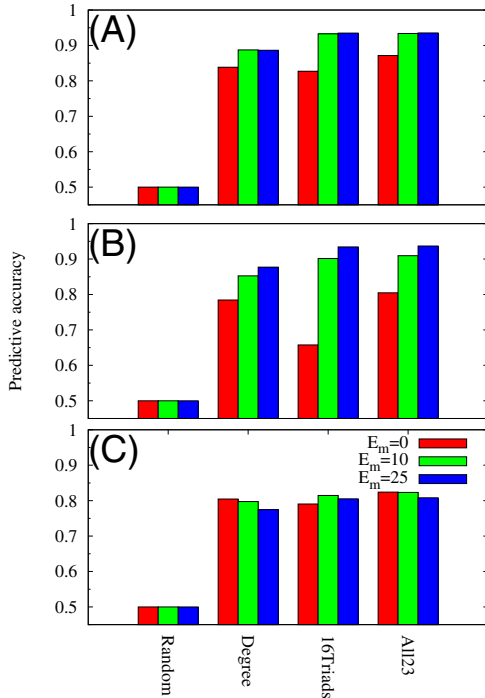 (A)
1
0.9
0.8
0.7
0.6
0.5
(B)
1
0.9
0.8
0.7
0.6
0.5
Predictive accuracy
(C)
1
0.9
0.8
0.7
0.6
0.5
E_m=0
E_m=10
E_m=25
Random
Degree
16Triads
All23